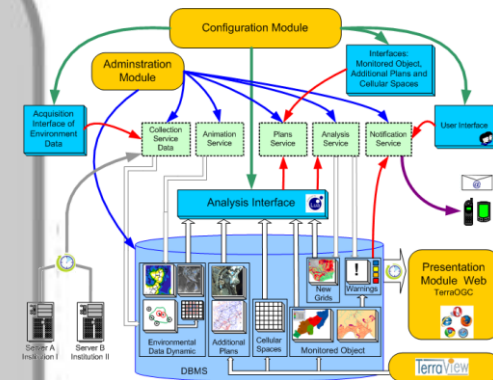 Configuration Module
Adminstration
Module
Interfaces:
Monitored Object,
Additional Plans and
Cellular Spaces
Acquisition
Interface of
Environment
Data
Collection
Service
Data
Animation
Service
Plans
Service
Analysis
Service
Notification
Service
User Interface
Analysis Interface
@
New
Grids
!
Warnings
Presentation
Module Web
TerraOGC
Server A
Institution I
Server B
Institution II
Environmental
Data Dynamic
Additional
Plans
Cellular
Spaces
Monitored Object
DBMS
TerraView